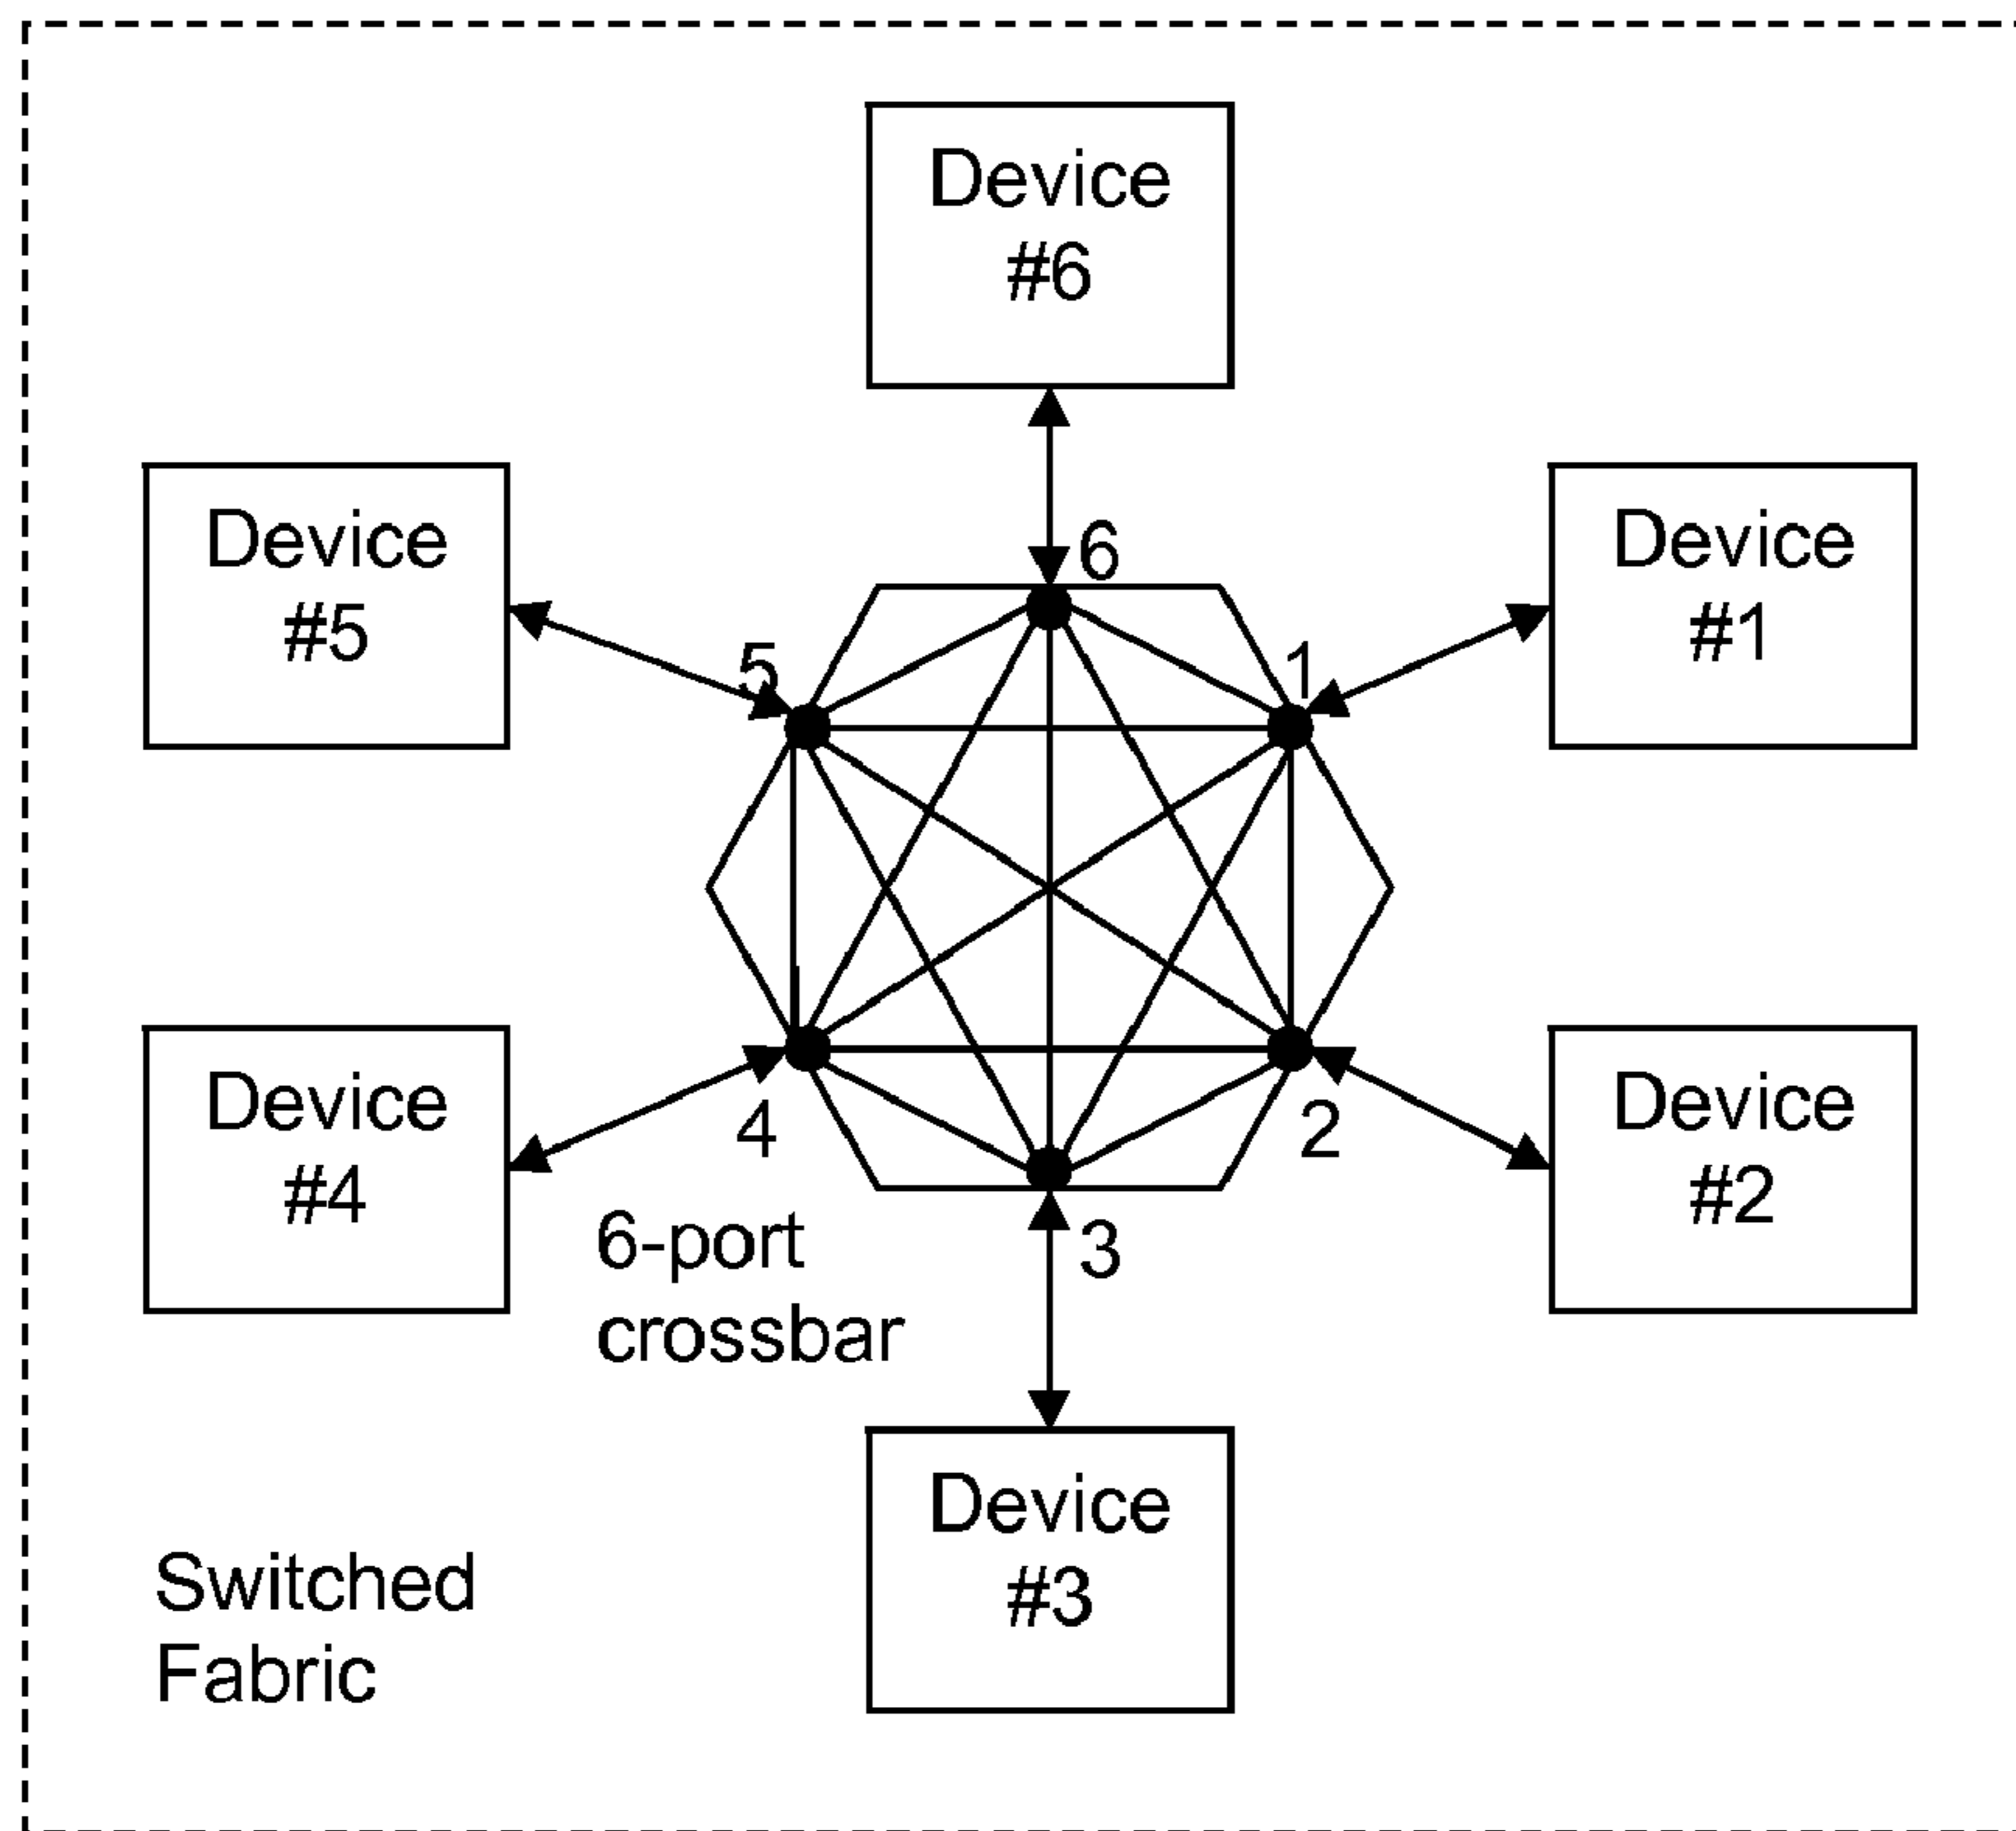 Device
#6
Device
#5
Device
#1
6
5
1
Device
#4
4
2
Device
#2
6-port
crossbar
3
Device
#3
Switched
Fabric